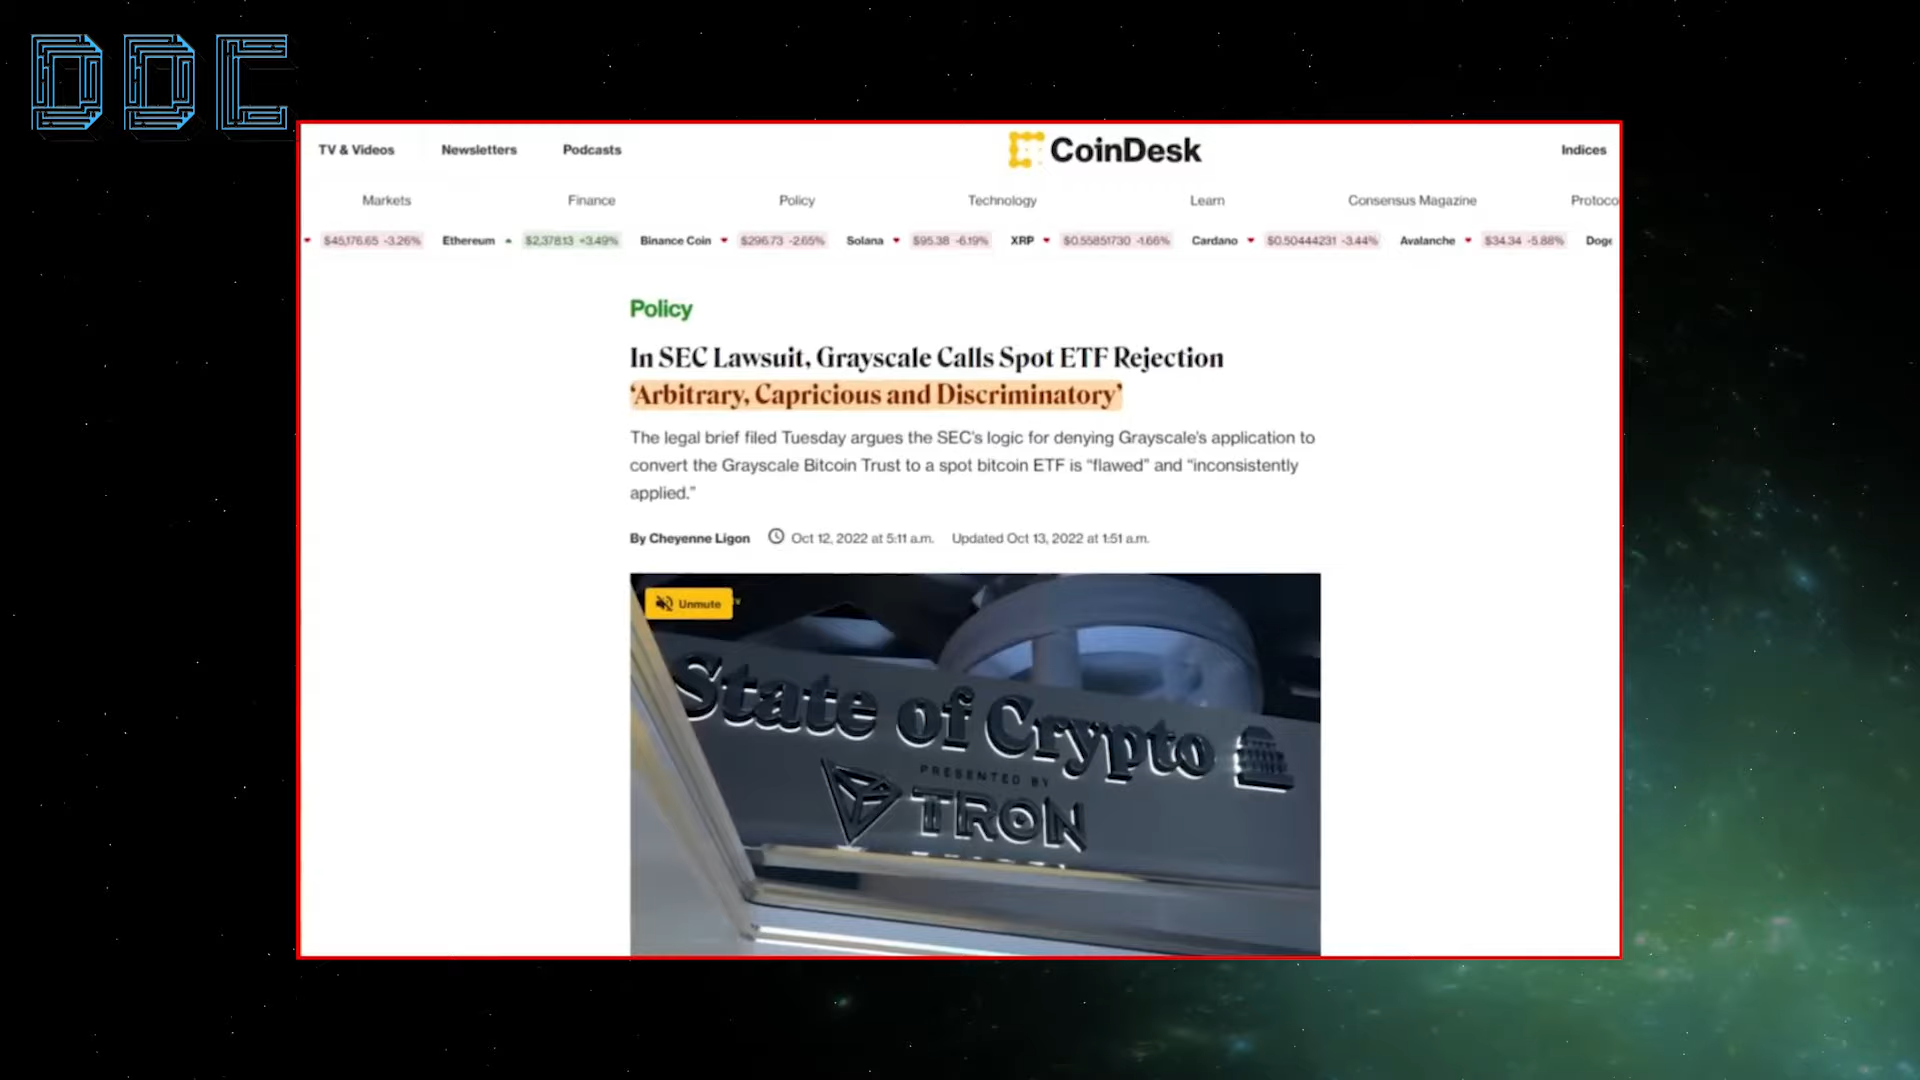 DDC
TV & Videos Newsletters Podcasts CoinDesk Indices
Markets Finance Policy Technology Learn Consensus Magazine Protoco
$45,176.65 -3.26% Ethereum $2,378.13 +3.49% Binance Coin $296.73 -2.65% Solana $95.38 -6.19% XRP $0.55851730 -1.66% Cardano $0.50444231 -3.44% Avalanche $34.34 -5.88% Doge
Policy
In SEC Lawsuit, Grayscale Calls Spot ETF Rejection
‘Arbitrary, Capricious and Discriminatory’
The legal brief filed Tuesday argues the SEC’s logic for denying Grayscale’s application to
convert the Grayscale Bitcoin Trust to a spot bitcoin ETF is “flawed” and “inconsistently
applied.”
By Cheyenne Ligon Oct 12, 2022 at 5:11 a.m. Updated Oct 13, 2022 at 1:51 a.m.
Unmute
State of Crypto
PRESENTED BY
TRON